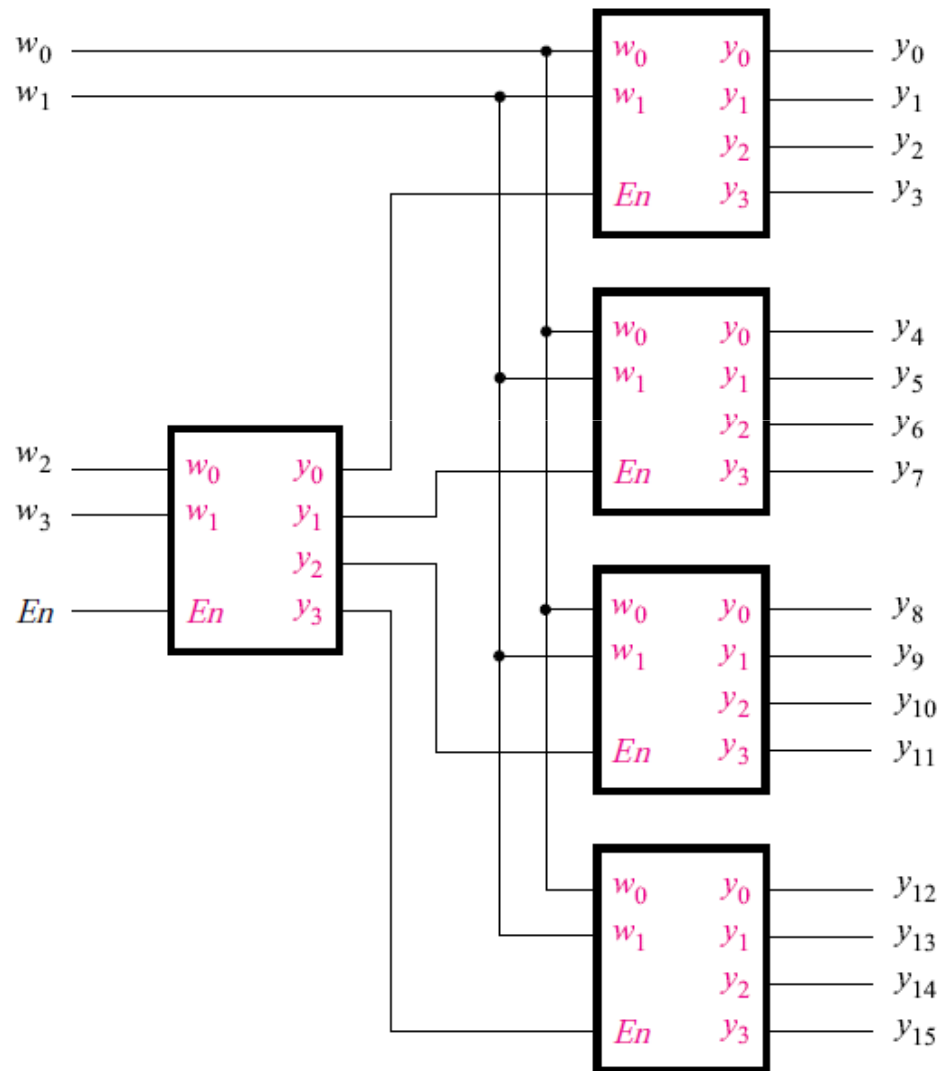 w0 w0 y0 y0
w1 w1 y1 y1
y2 y2
En y3 y3
w0 y0 y4
w1 y1 y5
y2 y6
En y3 y7
w2 w0 y0
w3 w1 y1
y2
En En y3
w0 y0 y8
w1 y1 y9
y2 y10
En y3 y11
w0 y0 y12
w1 y1 y13
y2 y14
En y3 y15